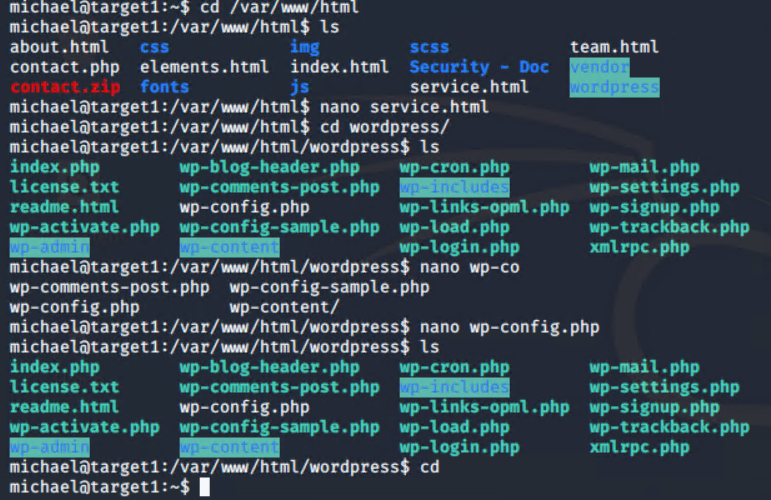 michael@target1:~$ cd /var/www/html
michael@target1:/var/www/html$ ls
about.html css img scss team.html
contact.php elements.html index.html Security - Doc vendor
contact.zip fonts js service.html wordpress
michael@target1:/var/www/html$ nano service.html
michael@target1:/var/www/html$ cd wordpress/
michael@target1:/var/www/html/wordpress$ ls
index.php wp-blog-header.php wp-cron.php wp-mail.php
license.txt wp-comments-post.php wp-includes wp-settings.php
readme.html wp-config.php wp-links-opml.php wp-signup.php
wp-activate.php wp-config-sample.php wp-load.php wp-trackback.php
wp-admin wp-content wp-login.php xmlrpc.php
michael@target1:/var/www/html/wordpress$ nano wp-co
wp-comments-post.php wp-config-sample.php
wp-config.php wp-content/
michael@target1:/var/www/html/wordpress$ nano wp-config.php
michael@target1:/var/www/html/wordpress$ ls
index.php wp-blog-header.php wp-cron.php wp-mail.php
license.txt wp-comments-post.php wp-includes wp-settings.php
readme.html wp-config.php wp-links-opml.php wp-signup.php
wp-activate.php wp-config-sample.php wp-load.php wp-trackback.php
wp-admin wp-content wp-login.php xmlrpc.php
michael@target1:/var/www/html/wordpress$ cd
michael@target1:~$